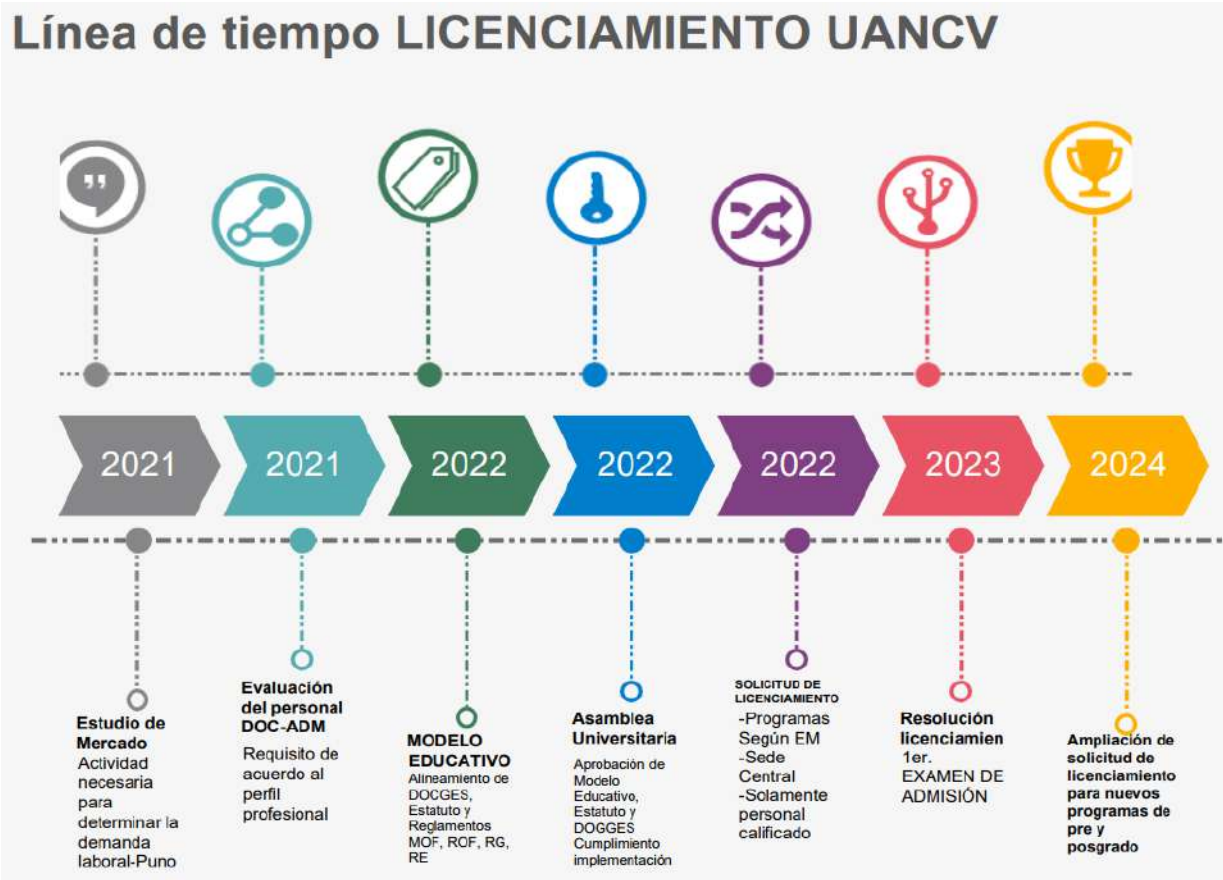 Línea de tiempo LICENCIAMIENTO UANCV
2021
2021
2022
2022
2022
2023
2024
Estudio de
Mercado
Actividad
necesaria
para
determinar la
demanda
laboral-Puno
Evaluación
del personal
DOC-ADM
Requisito de
acuerdo al
perfil
profesional
MODELO
EDUCATIVO
Alineamiento de
DOCGES,
Estatuto y
Reglamentos
MOF, ROF, RG,
RE
Asamblea
Universitaria
Aprobación de
Modelo
Educativo,
Estatuto y
DOGGES
Cumplimiento
implementación
SOLICITUD DE
LICENCIAMIENTO
-Programas
Según EM
-Sede
Central
-Solamente
personal
calificado
Resolución
licenciamien
1er.
EXAMEN DE
ADMISIÓN
Ampliación de
solicitud de
licenciamiento
para nuevos
programas de
pre y
posgrado